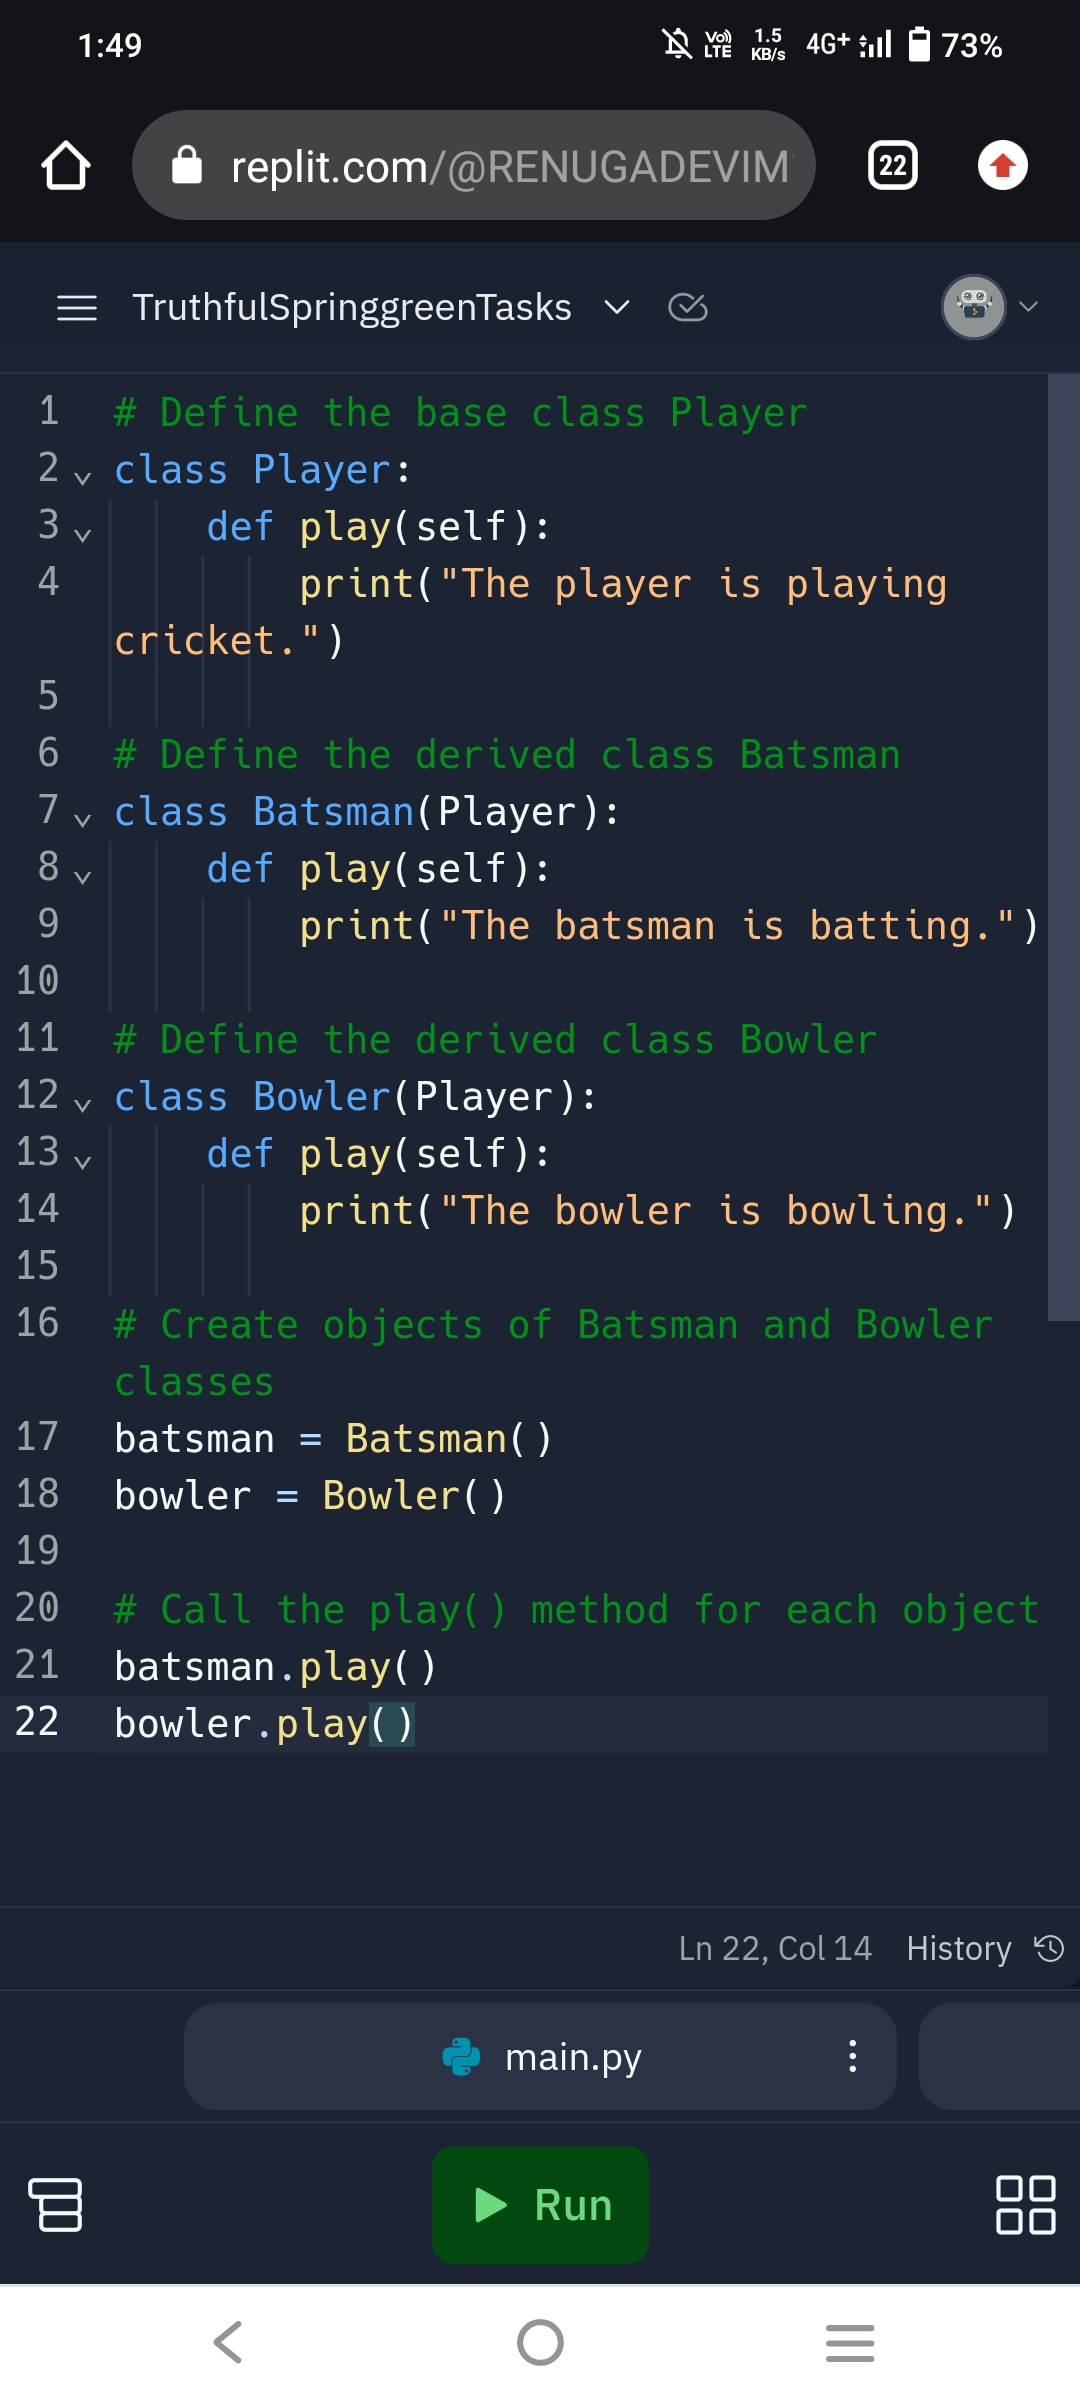 1:49 Vo) LTE 1.5 KB/s 4G+ 73%
replit.com/@RENUGADEVIM 22
TruthfulSpringgreenTasks
1 # Define the base class Player
2 class Player:
3 def play(self):
4 print("The player is playing
cricket.")
5
6 # Define the derived class Batsman
7 class Batsman(Player):
8 def play(self):
9 print("The batsman is batting.")
10
11 # Define the derived class Bowler
12 class Bowler(Player):
13 def play(self):
14 print("The bowler is bowling.")
15
16 # Create objects of Batsman and Bowler
classes
17 batsman = Batsman()
18 bowler = Bowler()
19
20 # Call the play() method for each object
21 batsman.play()
22 bowler.play()
Ln 22, Col 14 History
main.py
Run